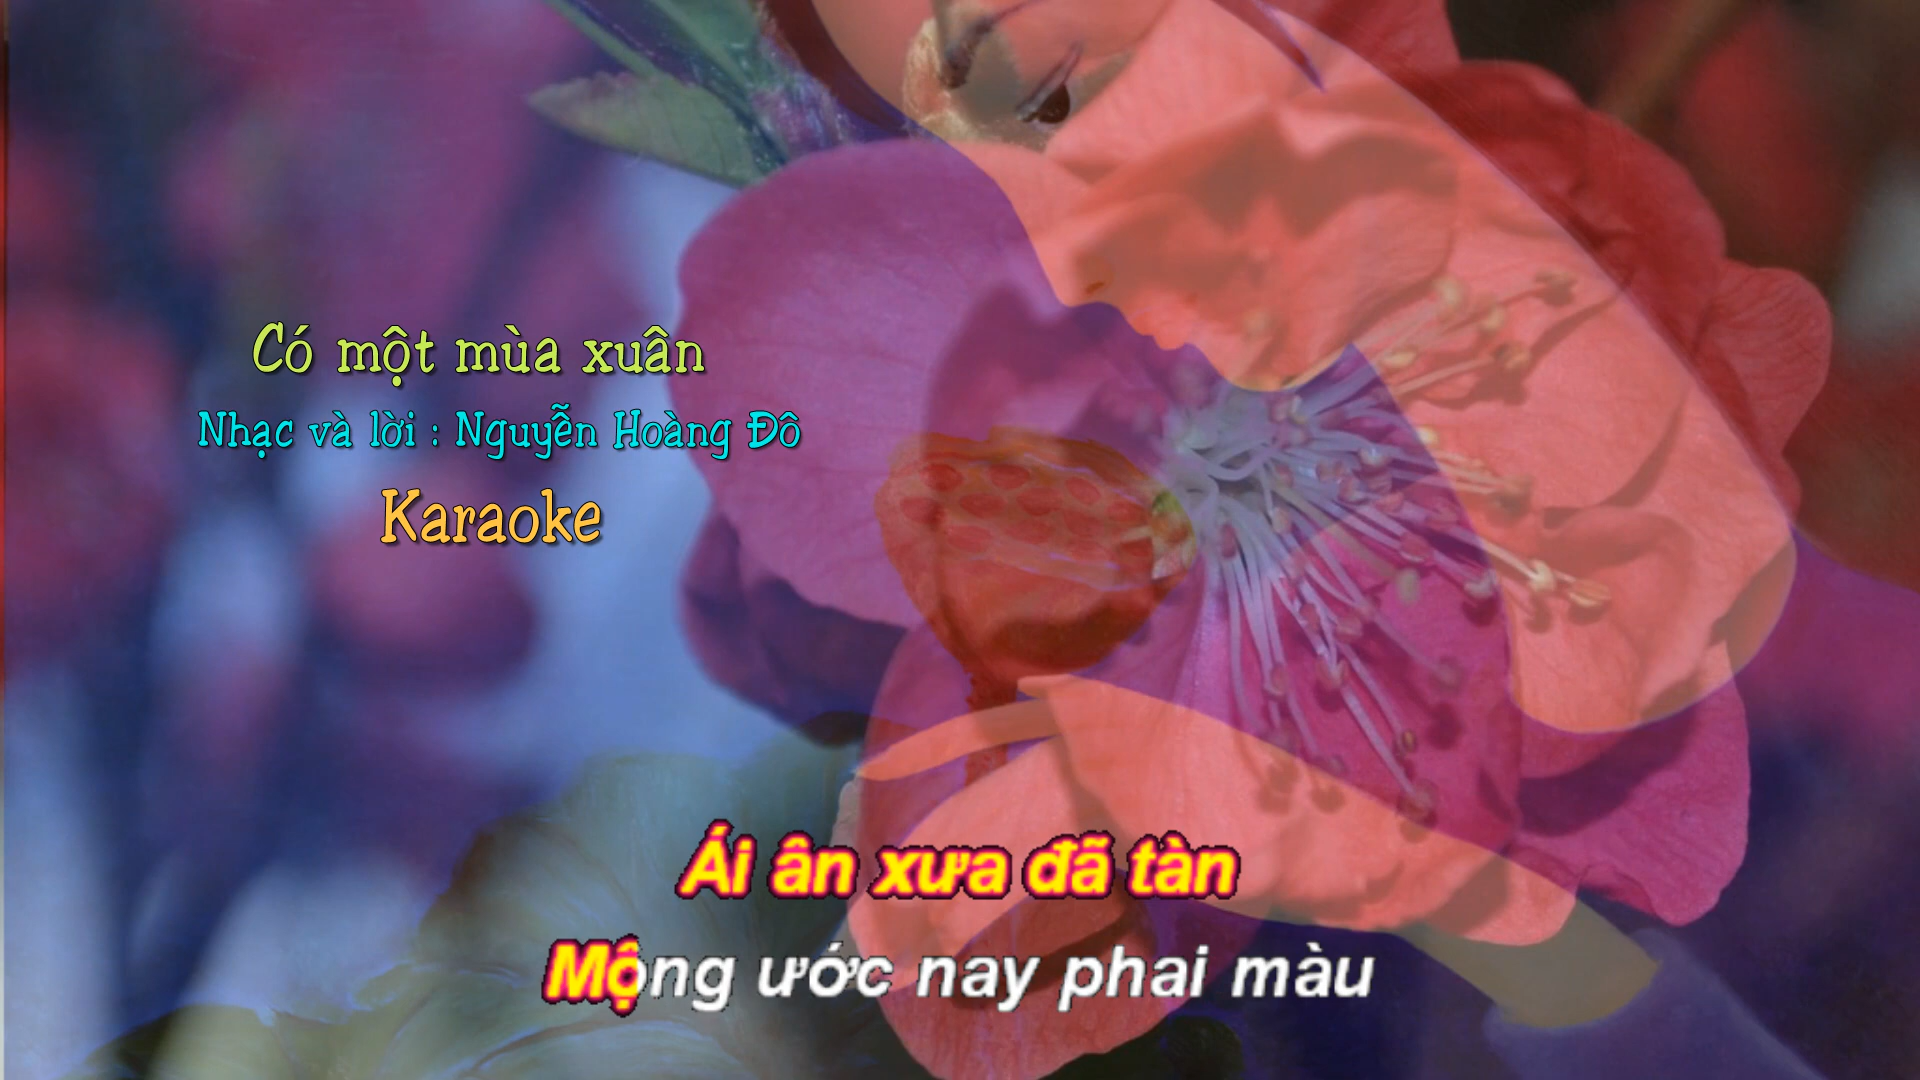 Có một mùa xuân
Nhạc và lời : Nguyễn Hoàng Đô
Karaoke
Ái ân xưa đã tàn
Mộng ước nay phai màu